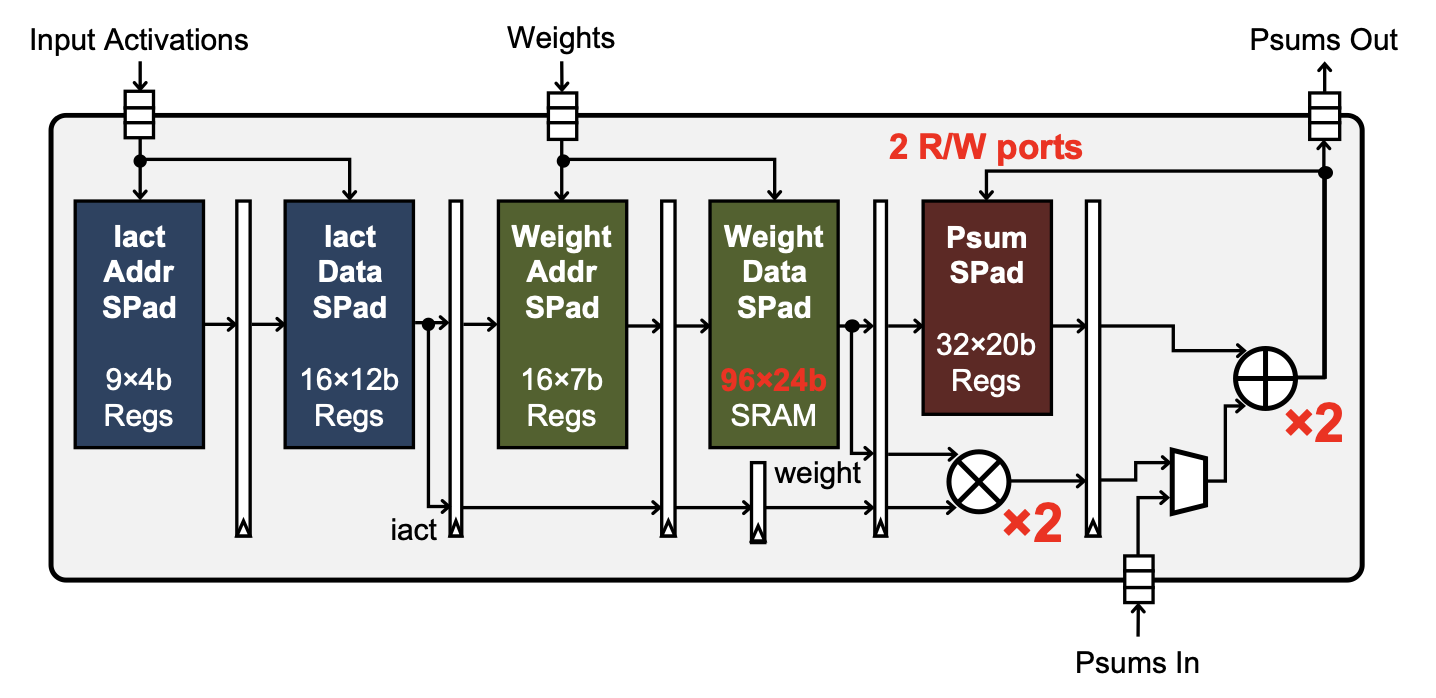 Input Activations
Weights
Psums Out
2 R/W ports
Iact
Addr
SPad
9×4b
Regs
Iact
Data
SPad
16×12b
Regs
Weight
Addr
SPad
16×7b
Regs
Weight
Data
SPad
96×24b
SRAM
Psum
SPad
32×20b
Regs
×2
weight
iact
×2
Psums In